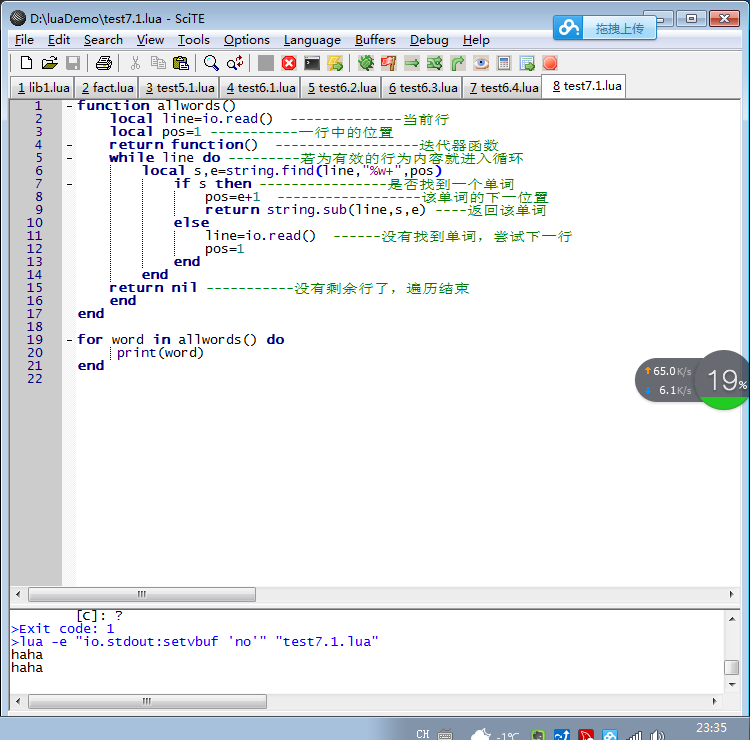 D:\luaDemo\test7.1.lua - SciTE
拖拽上传
File Edit Search View Tools Options Language Buffers Debug Help
1 lib1.lua 2 fact.lua 3 test5.1.lua 4 test6.1.lua 5 test6.2.lua 6 test6.3.lua 7 test6.4.lua 8 test7.1.lua
1 function allwords()
2 local line=io.read() --------------当前行
3 local pos=1 -----------一行中的位置
4 return function() ------------------迭代器函数
5 while line do ---------若为有效的行为内容就进入循环
6 local s,e=string.find(line,"%w+",pos)
7 if s then ----------------是否找到一个单词
8 pos=e+1 ------------------该单词的下一位置
9 return string.sub(line,s,e) ----返回该单词
10 else
11 line=io.read() ------没有找到单词，尝试下一行
12 pos=1
13 end
14 end
15 return nil -----------没有剩余行了，遍历结束
16 end
17 end
18
19 for word in allwords() do
20 print(word)
21 end
22
65.0K/s
6.1K/s
19%
[C]: ?
>Exit code: 1
>lua -e "io.stdout:setvbuf 'no'" "test7.1.lua"
haha
haha
CH
-1℃
23:35